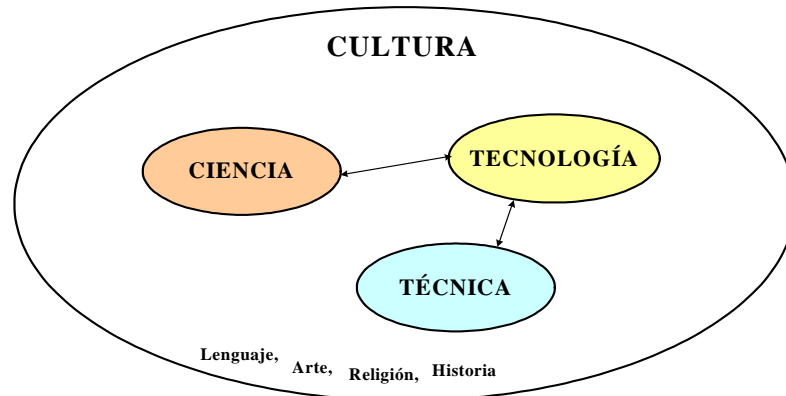 CULTURA
CIENCIA
TECNOLOGÍA
TÉCNICA
Lenguaje, Arte, Religión, Historia